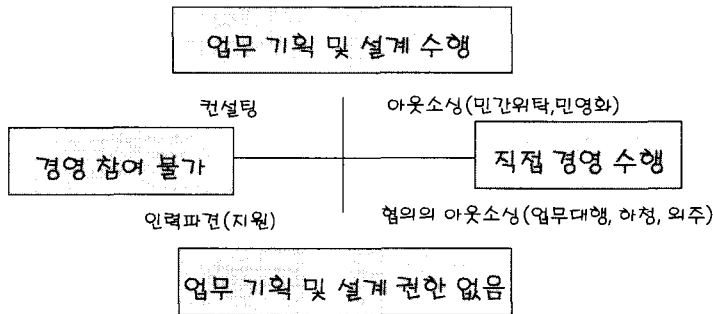 업무 기획 및 설계 수행
컨설팅
아웃소싱(민간위탁,민영화)
경영 참여 불가
직접 경영 수행
인력파견(지원)
협의의 아웃소싱(업무대행, 하청, 외주)
업무 기획 및 설계 권한 없음